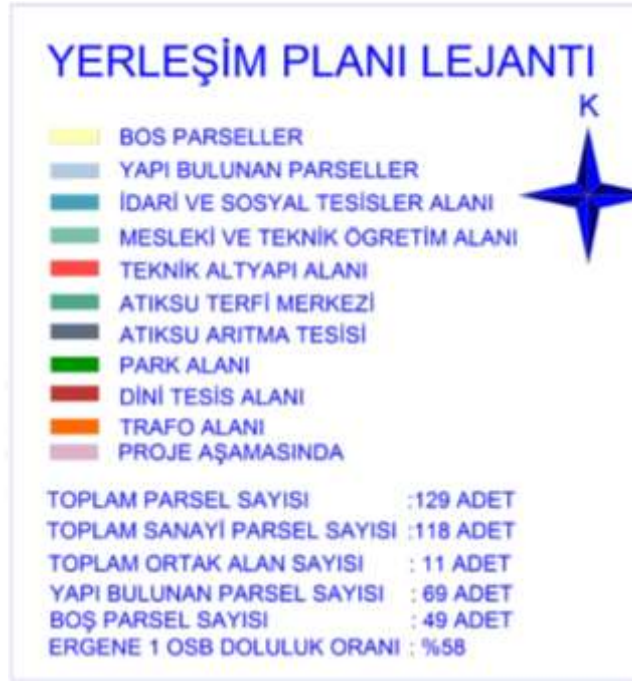 YERLEŞİM PLANI LEJANTI
K
BOS PARSELLER
YAPI BULUNAN PARSELLER
İDARİ VE SOSYAL TESİSLER ALANI
MESLEKİ VE TEKNİK ÖGRETİM ALANI
TEKNİK ALTYAPI ALANI
ATIKSU TERFİ MERKEZİ
ATIKSU ARITMA TESİSİ
PARK ALANI
DİNİ TESİS ALANI
TRAFO ALANI
PROJE AŞAMASINDA
TOPLAM PARSEL SAYISI :129 ADET
TOPLAM SANAYİ PARSEL SAYISI :118 ADET
TOPLAM ORTAK ALAN SAYISI : 11 ADET
YAPI BULUNAN PARSEL SAYISI : 69 ADET
BOŞ PARSEL SAYISI : 49 ADET
ERGENE 1 OSB DOLULUK ORANI : %58